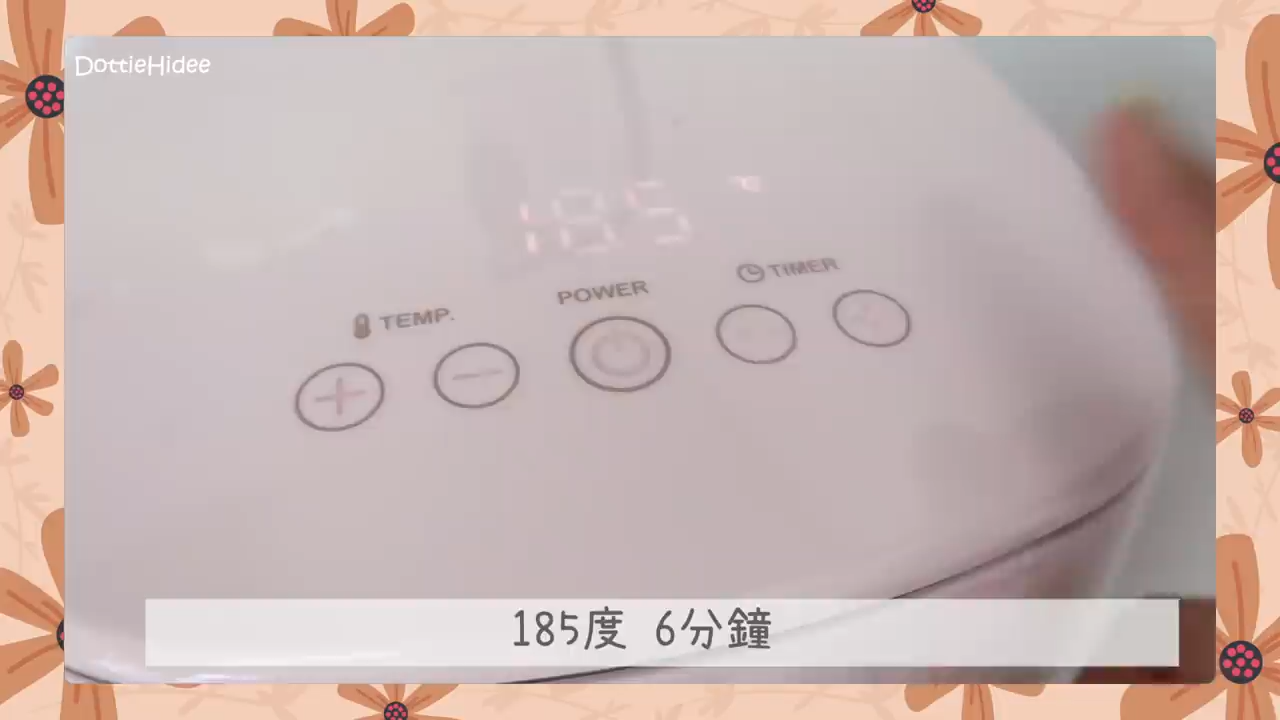 DottieHidee
185 °C
TEMP.
POWER
TIMER
185度 6分鐘